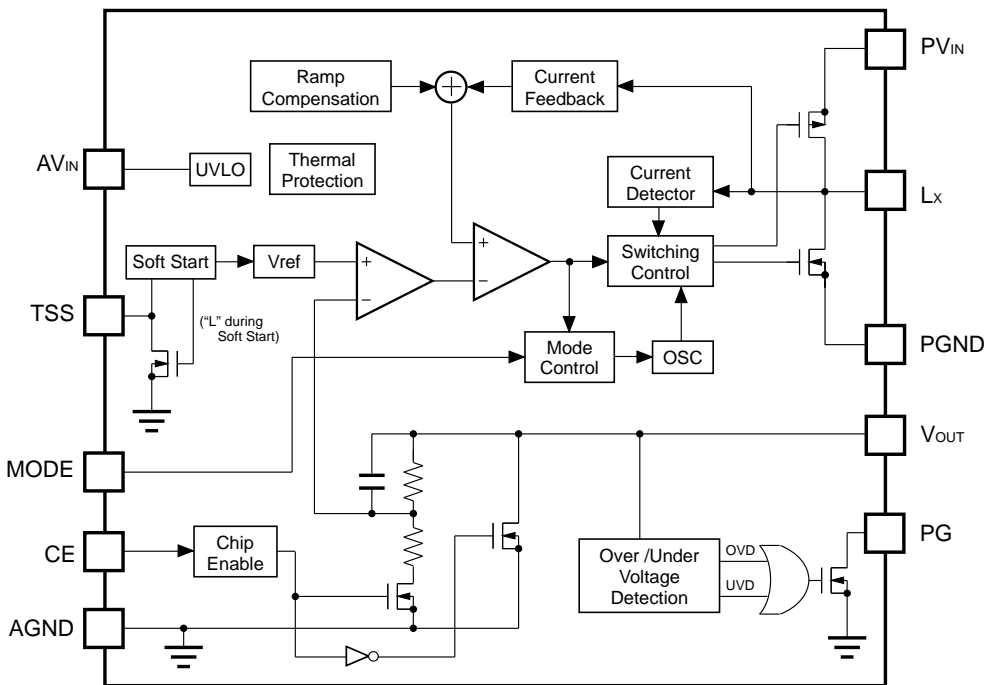 PVIN
Ramp
Compensation
+
Current
Feedback
AVIN
UVLO
Thermal
Protection
Current
Detector
LX
Soft Start
Vref
+
−
+
−
Switching
Control
TSS
("L" during
Soft Start)
Mode
Control
OSC
PGND
VOUT
MODE
CE
Chip
Enable
Over /Under
Voltage
Detection
OVD
UVD
PG
AGND